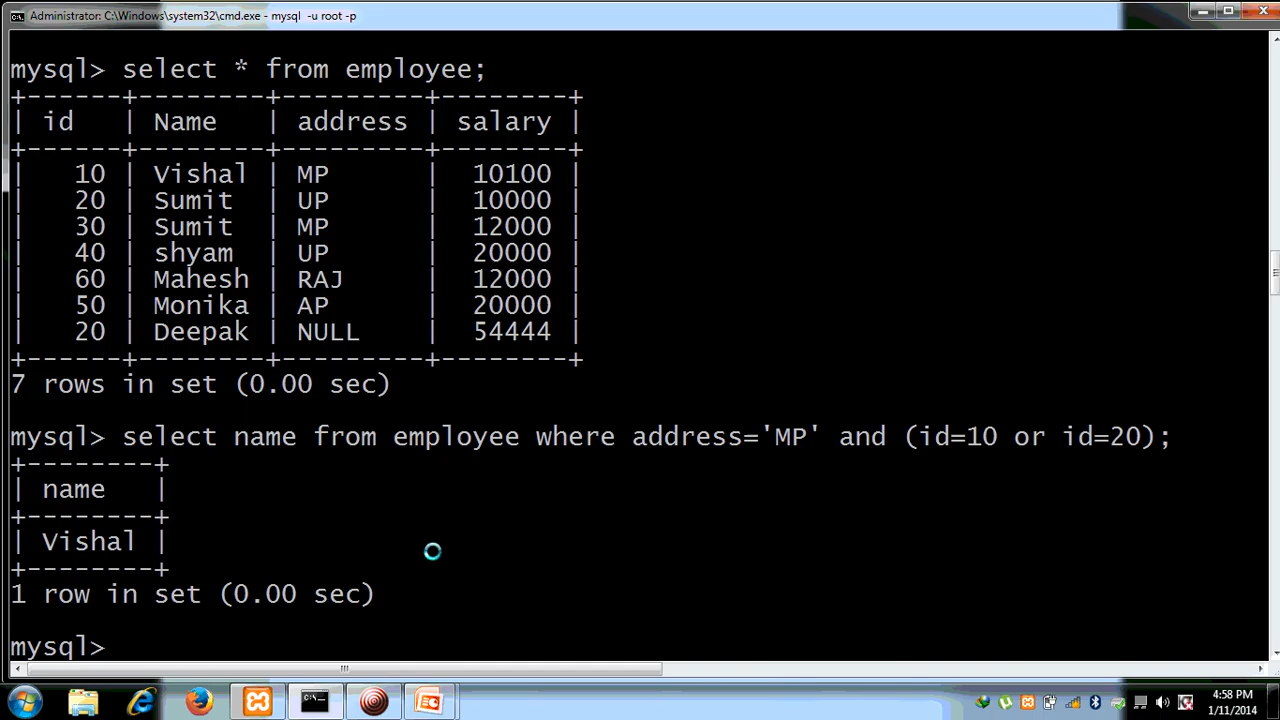 Administrator: C:\Windows\system32\cmd.exe - mysql -u root -p
mysql> select * from employee;
+------+---------+---------+--------+
| id   | Name    | address | salary |
+------+---------+---------+--------+
|   10 | Vishal  | MP      |  10100 |
|   20 | Sumit   | UP      |  10000 |
|   30 | Sumit   | MP      |  12000 |
|   40 | shyam   | UP      |  20000 |
|   60 | Mahesh  | RAJ     |  12000 |
|   50 | Monika  | AP      |  20000 |
|   20 | Deepak  | NULL    |  54444 |
+------+---------+---------+--------+
7 rows in set (0.00 sec)
mysql> select name from employee where address='MP' and (id=10 or id=20);
+--------+
| name   |
+--------+
| Vishal |
+--------+
1 row in set (0.00 sec)
mysql>
4:58 PM
1/11/2014